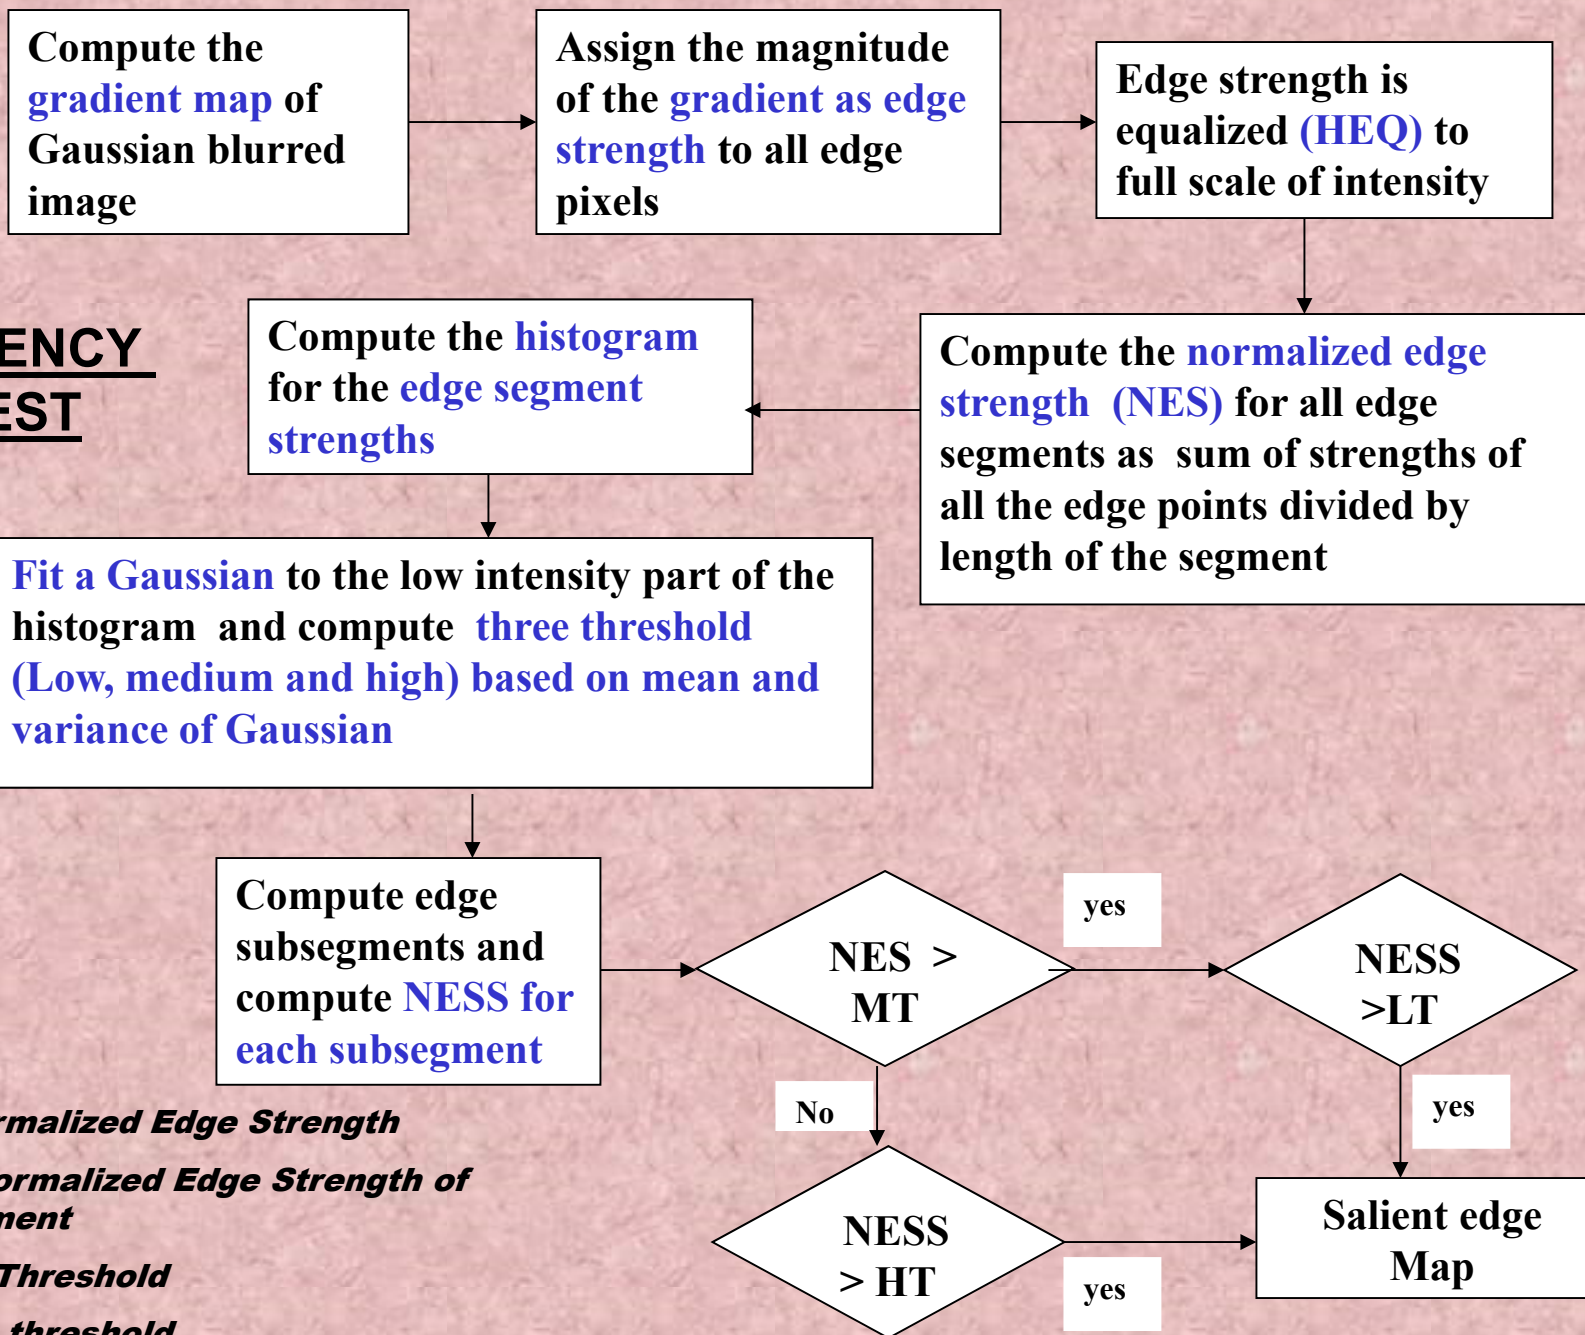 Compute the
gradient map of
Gaussian blurred
image
Assign the magnitude
of the gradient as edge
strength to all edge
pixels
Edge strength is
equalized (HEQ) to
full scale of intensity
ENCY
EST
Compute the histogram
for the edge segment
strengths
Compute the normalized edge
strength (NES) for all edge
segments as sum of strengths of
all the edge points divided by
length of the segment
Fit a Gaussian to the low intensity part of the
histogram and compute three threshold
(Low, medium and high) based on mean and
variance of Gaussian
Compute edge
subsegments and
compute NESS for
each subsegment
NES >
MT
yes
NESS
>LT
No
yes
NESS
> HT
yes
Salient edge
Map
rmalized Edge Strength
ormalized Edge Strength of
ment
Threshold
threshold